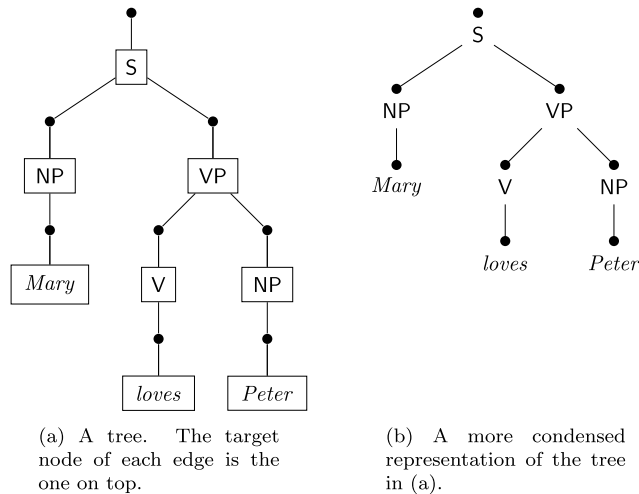 S
NP
VP
Mary
V
NP
loves
Peter
(a) A tree. The target
node of each edge is the
one on top.
S
NP
VP
Mary
V
NP
loves
Peter
(b) A more condensed
representation of the tree
in (a).